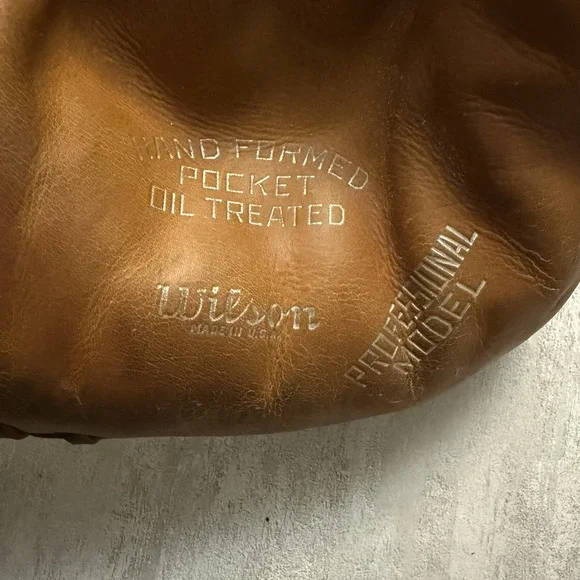 HAND FORMED
POCKET
OIL TREATED
Wilson
MADE IN U.S.A.
PROFESSIONAL
MODEL